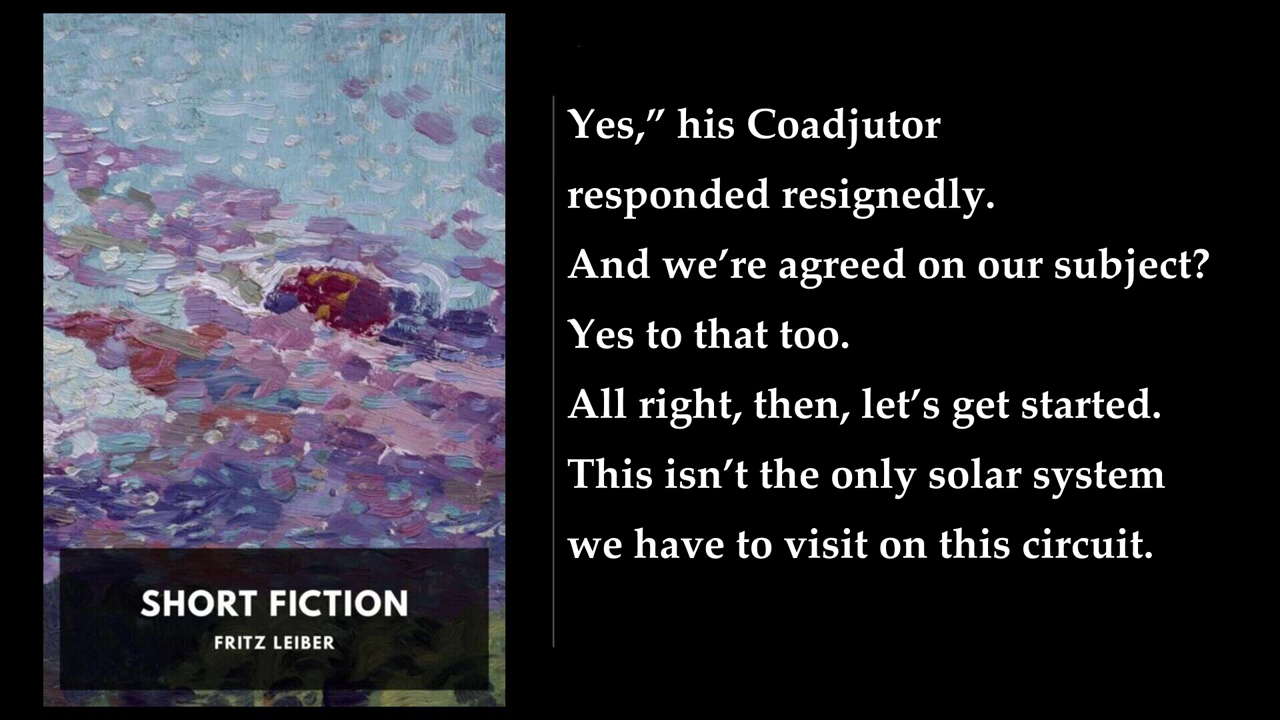 Yes,” his Coadjutor
responded resignedly.
And we’re agreed on our subject?
Yes to that too.
All right, then, let’s get started.
This isn’t the only solar system
we have to visit on this circuit.
SHORT FICTION
FRITZ LEIBER